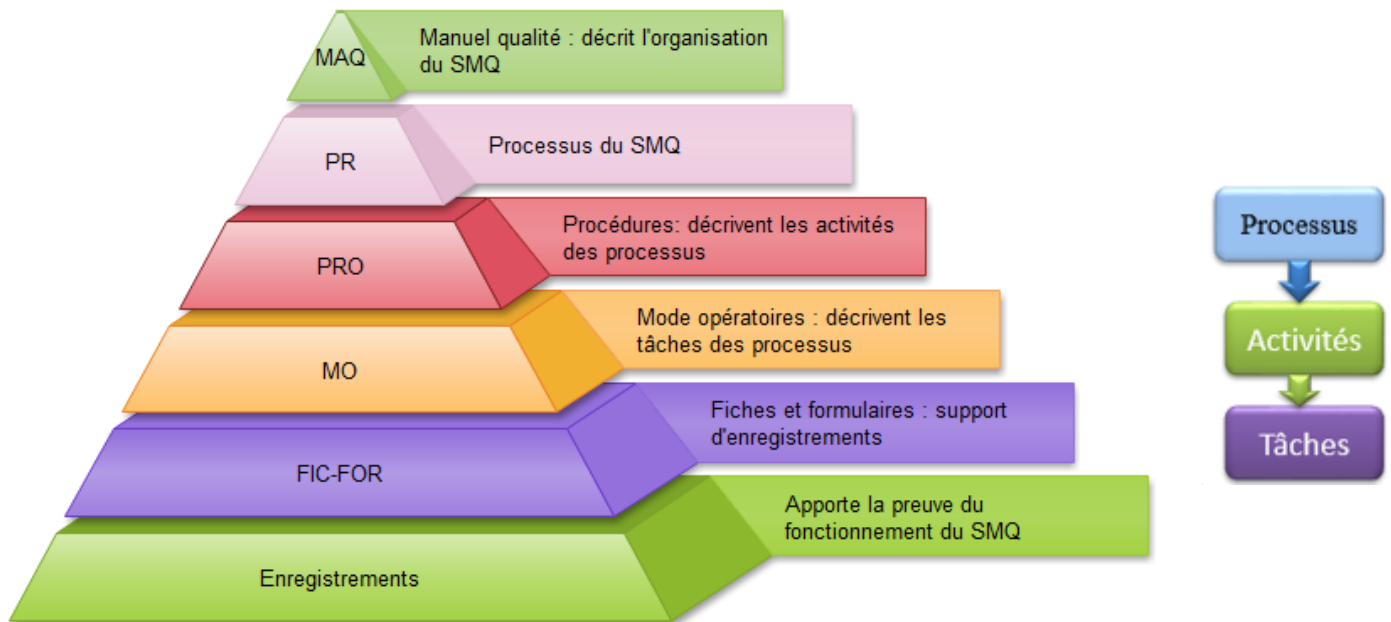 MAQ
Manuel qualité : décrit l'organisation
du SMQ
PR
Processus du SMQ
PRO
Procédures: décrivent les activités
des processus
MO
Mode opératoires : décrivent les
tâches des processus
FIC-FOR
Fiches et formulaires : support
d'enregistrements
Enregistrements
Apporte la preuve du
fonctionnement du SMQ
Processus
Activités
Tâches